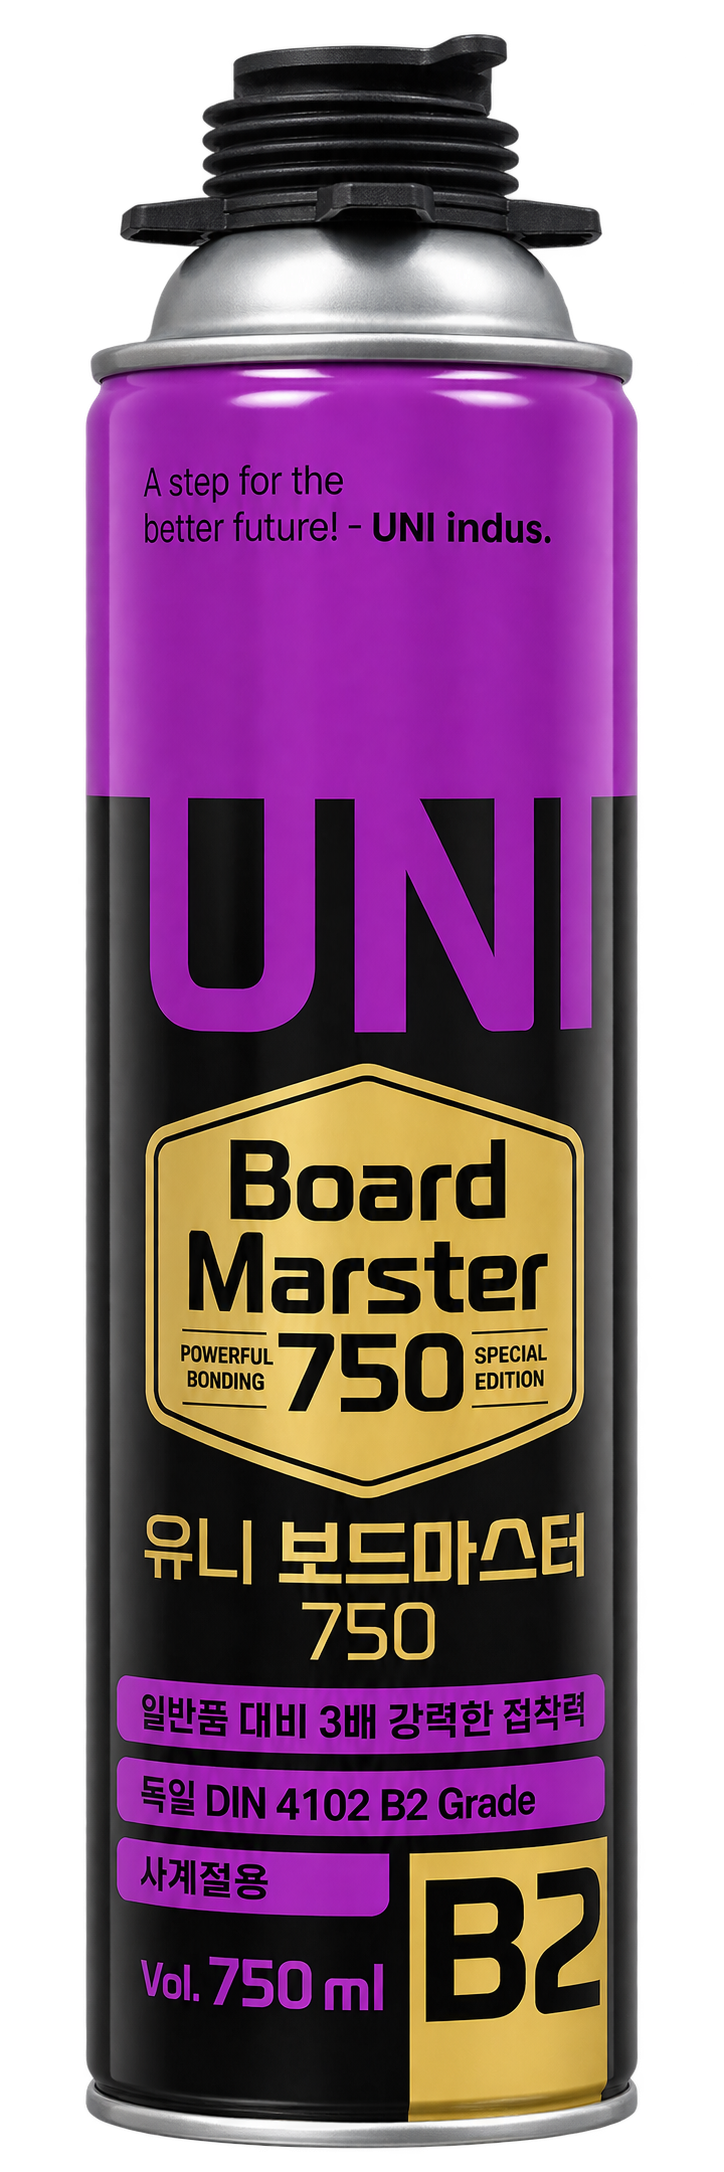 A step for the
better future! - UNI indus.
UNI
Board
Marster
POWERFUL
BONDING
750
SPECIAL
EDITION
유니 보드마스터
750
일반품 대비 3배 강력한 접착력
독일 DIN 4102 B2 Grade
사계절용
B2
Vol. 750 ml